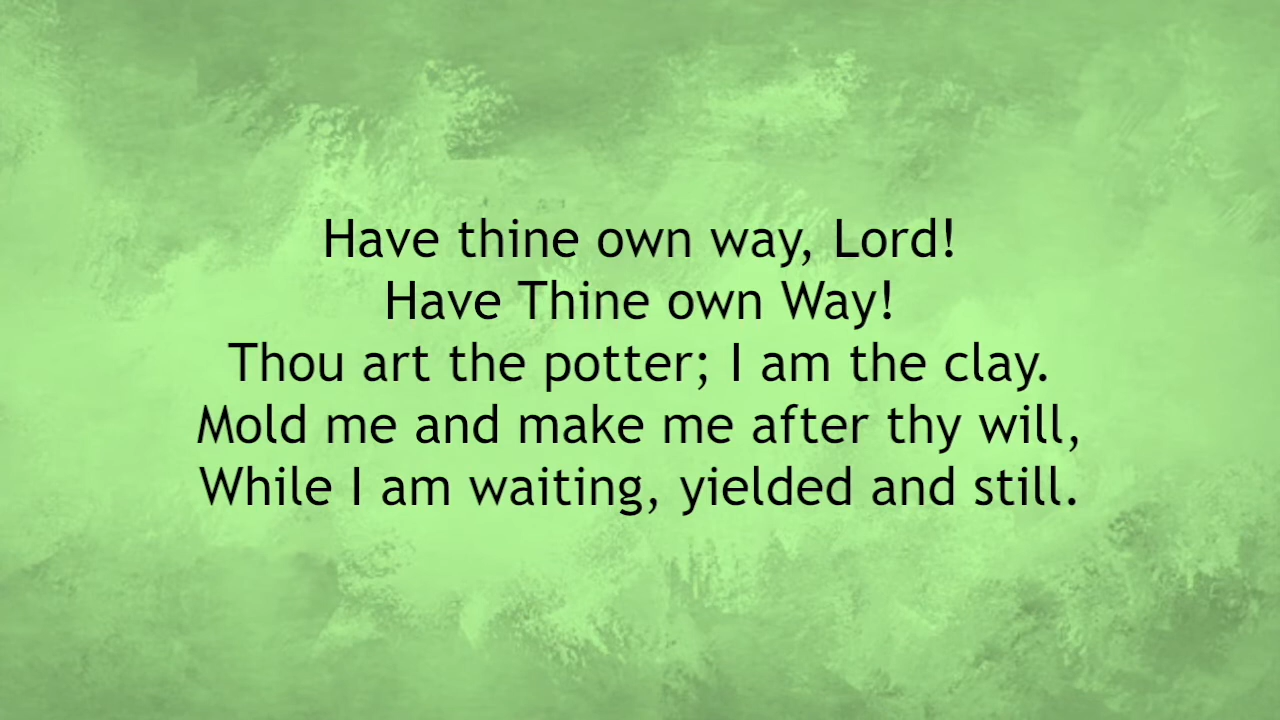 Have thine own way, Lord!
Have Thine own Way!
Thou art the potter; I am the clay.
Mold me and make me after thy will,
While I am waiting, yielded and still.